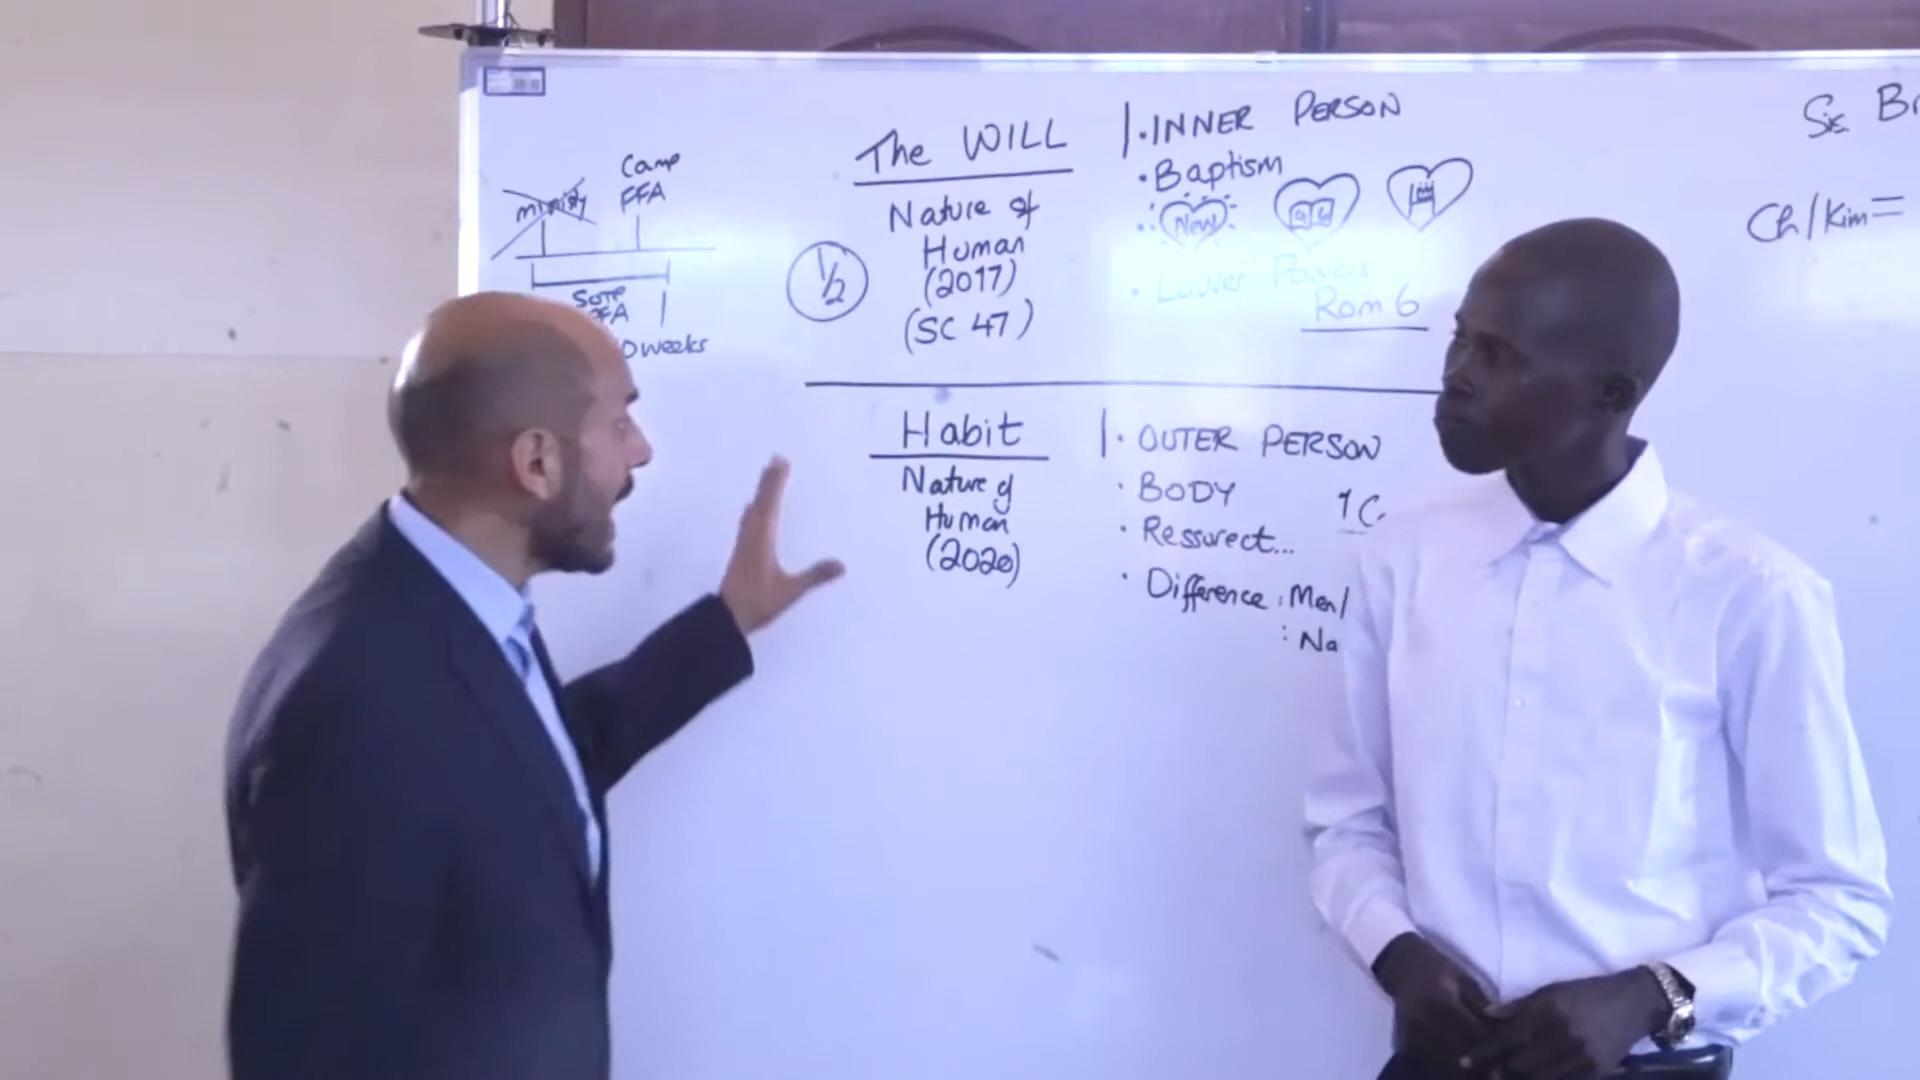 Camp
FFA
SOTP
FFA
weeks
The WILL
Nature of
Human
(2017)
(SC 47)
1/2
1. INNER PERSON
• Baptism
New
• Lower Powers
Rom 6
Habit
Nature of
Human
(2020)
1. OUTER PERSON
• BODY
• Ressurect...
• Difference : Men/
: Na
Sis Br
Ch/Kim=